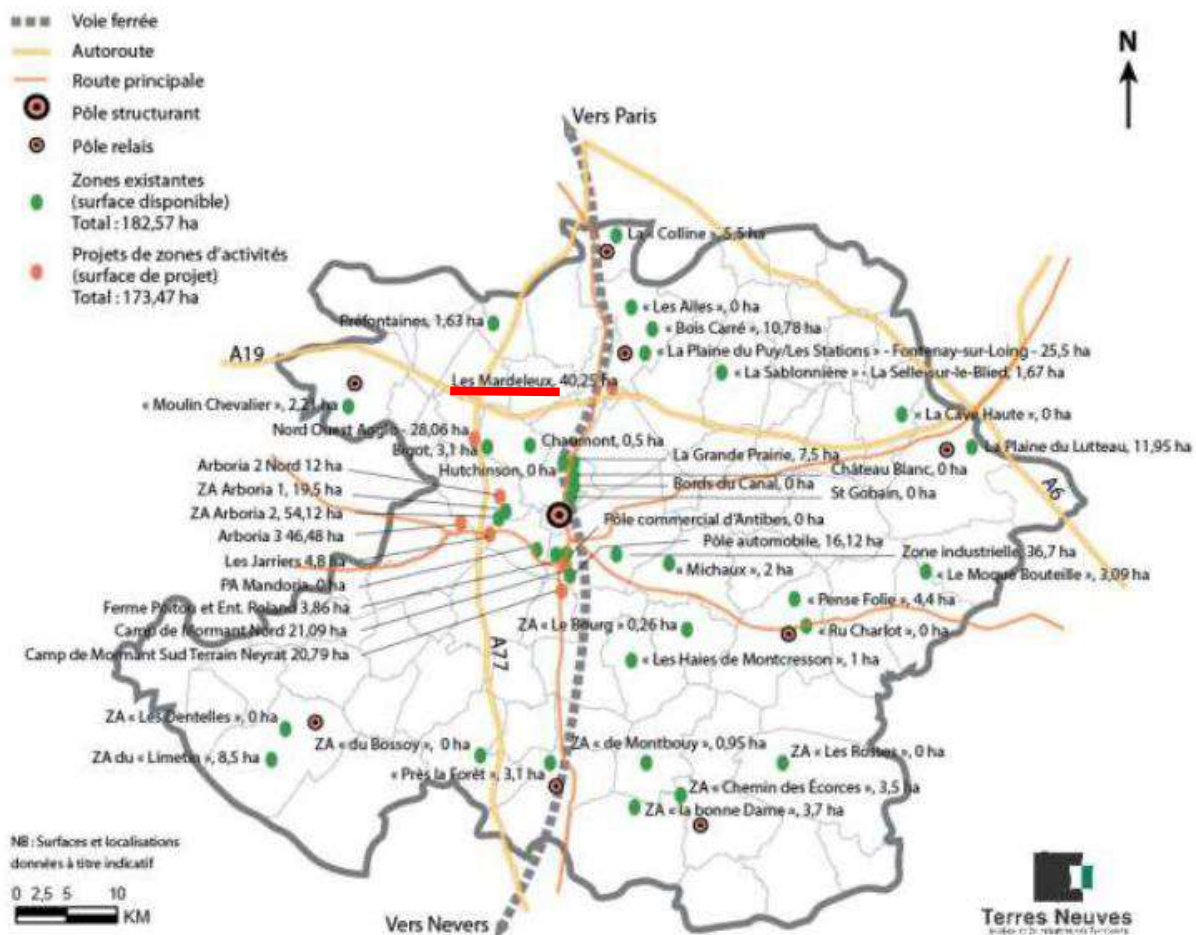 Voie ferrée
Autoroute
Route principale
Pôle structurant
Pôle relais
Zones existantes
(surface disponible)
Total : 182,57 ha
Projets de zones d'activités
(surface de projet)
Total : 173,47 ha
N
Vers Paris
La « Colline », 5,5 ha
« Les Ailes », 0 ha
Préfontaines, 1,63 ha
« Bois Carré », 10,78 ha
A19
« La Plaine du Puy/Les Stations » - Fontenay-sur-Loing - 25,5 ha
Les Mardeleux, 40,25 ha
« La Sablonnière » - La Selle-sur-le-Bled, 1,67 ha
« Moulin Chevalier », 2,21 ha
« La Cave Haute », 0 ha
Nord Ouest Agglo - 28,06 ha
Chaumont, 0,5 ha
Bigot, 3,1 ha
La Grande Prairie, 7,5 ha
La Plaine du Lutteau, 11,95 ha
Arboria 2 Nord 12 ha
Hutchinson, 0 ha
Château Blanc, 0 ha
ZA Arboria 1, 19,5 ha
Bords du Canal, 0 ha
A6
St Gobain, 0 ha
ZA Arboria 2, 54,12 ha
Pôle commercial d'Antibes, 0 ha
Arboria 3 46,48 ha
Pôle automobile, 16,12 ha
Les Jarriers 4,8 ha
Zone industrielle, 36,7 ha
« Michaux », 2 ha
« Le Moque Bouteille », 3,09 ha
PA Mandoria, 0 ha
Ferme Poitou et Ent. Roland 3,86 ha
« Pense Folie », 4,4 ha
Camp de Mormant Nord 21,09 ha
ZA « Le Bourg » 0,26 ha
« Ru Charlot », 0 ha
Camp de Mormant Sud Terrain Neyrat 20,79 ha
A77
« Les Haies de Montcresson », 1 ha
ZA « Les Dentelles », 0 ha
ZA « du Bossoy », 0 ha
ZA « de Montbouy », 0,95 ha
ZA « Les Rosses », 0 ha
ZA du « Limetin », 8,5 ha
« Près la Forêt », 3,1 ha
ZA « Chemin des Écorces », 3,5 ha
ZA « la bonne Dame », 3,7 ha
NB : Surfaces et localisations
données à titre indicatif
0 2,5 5 10
KM
Vers Nevers
Terres Neuves